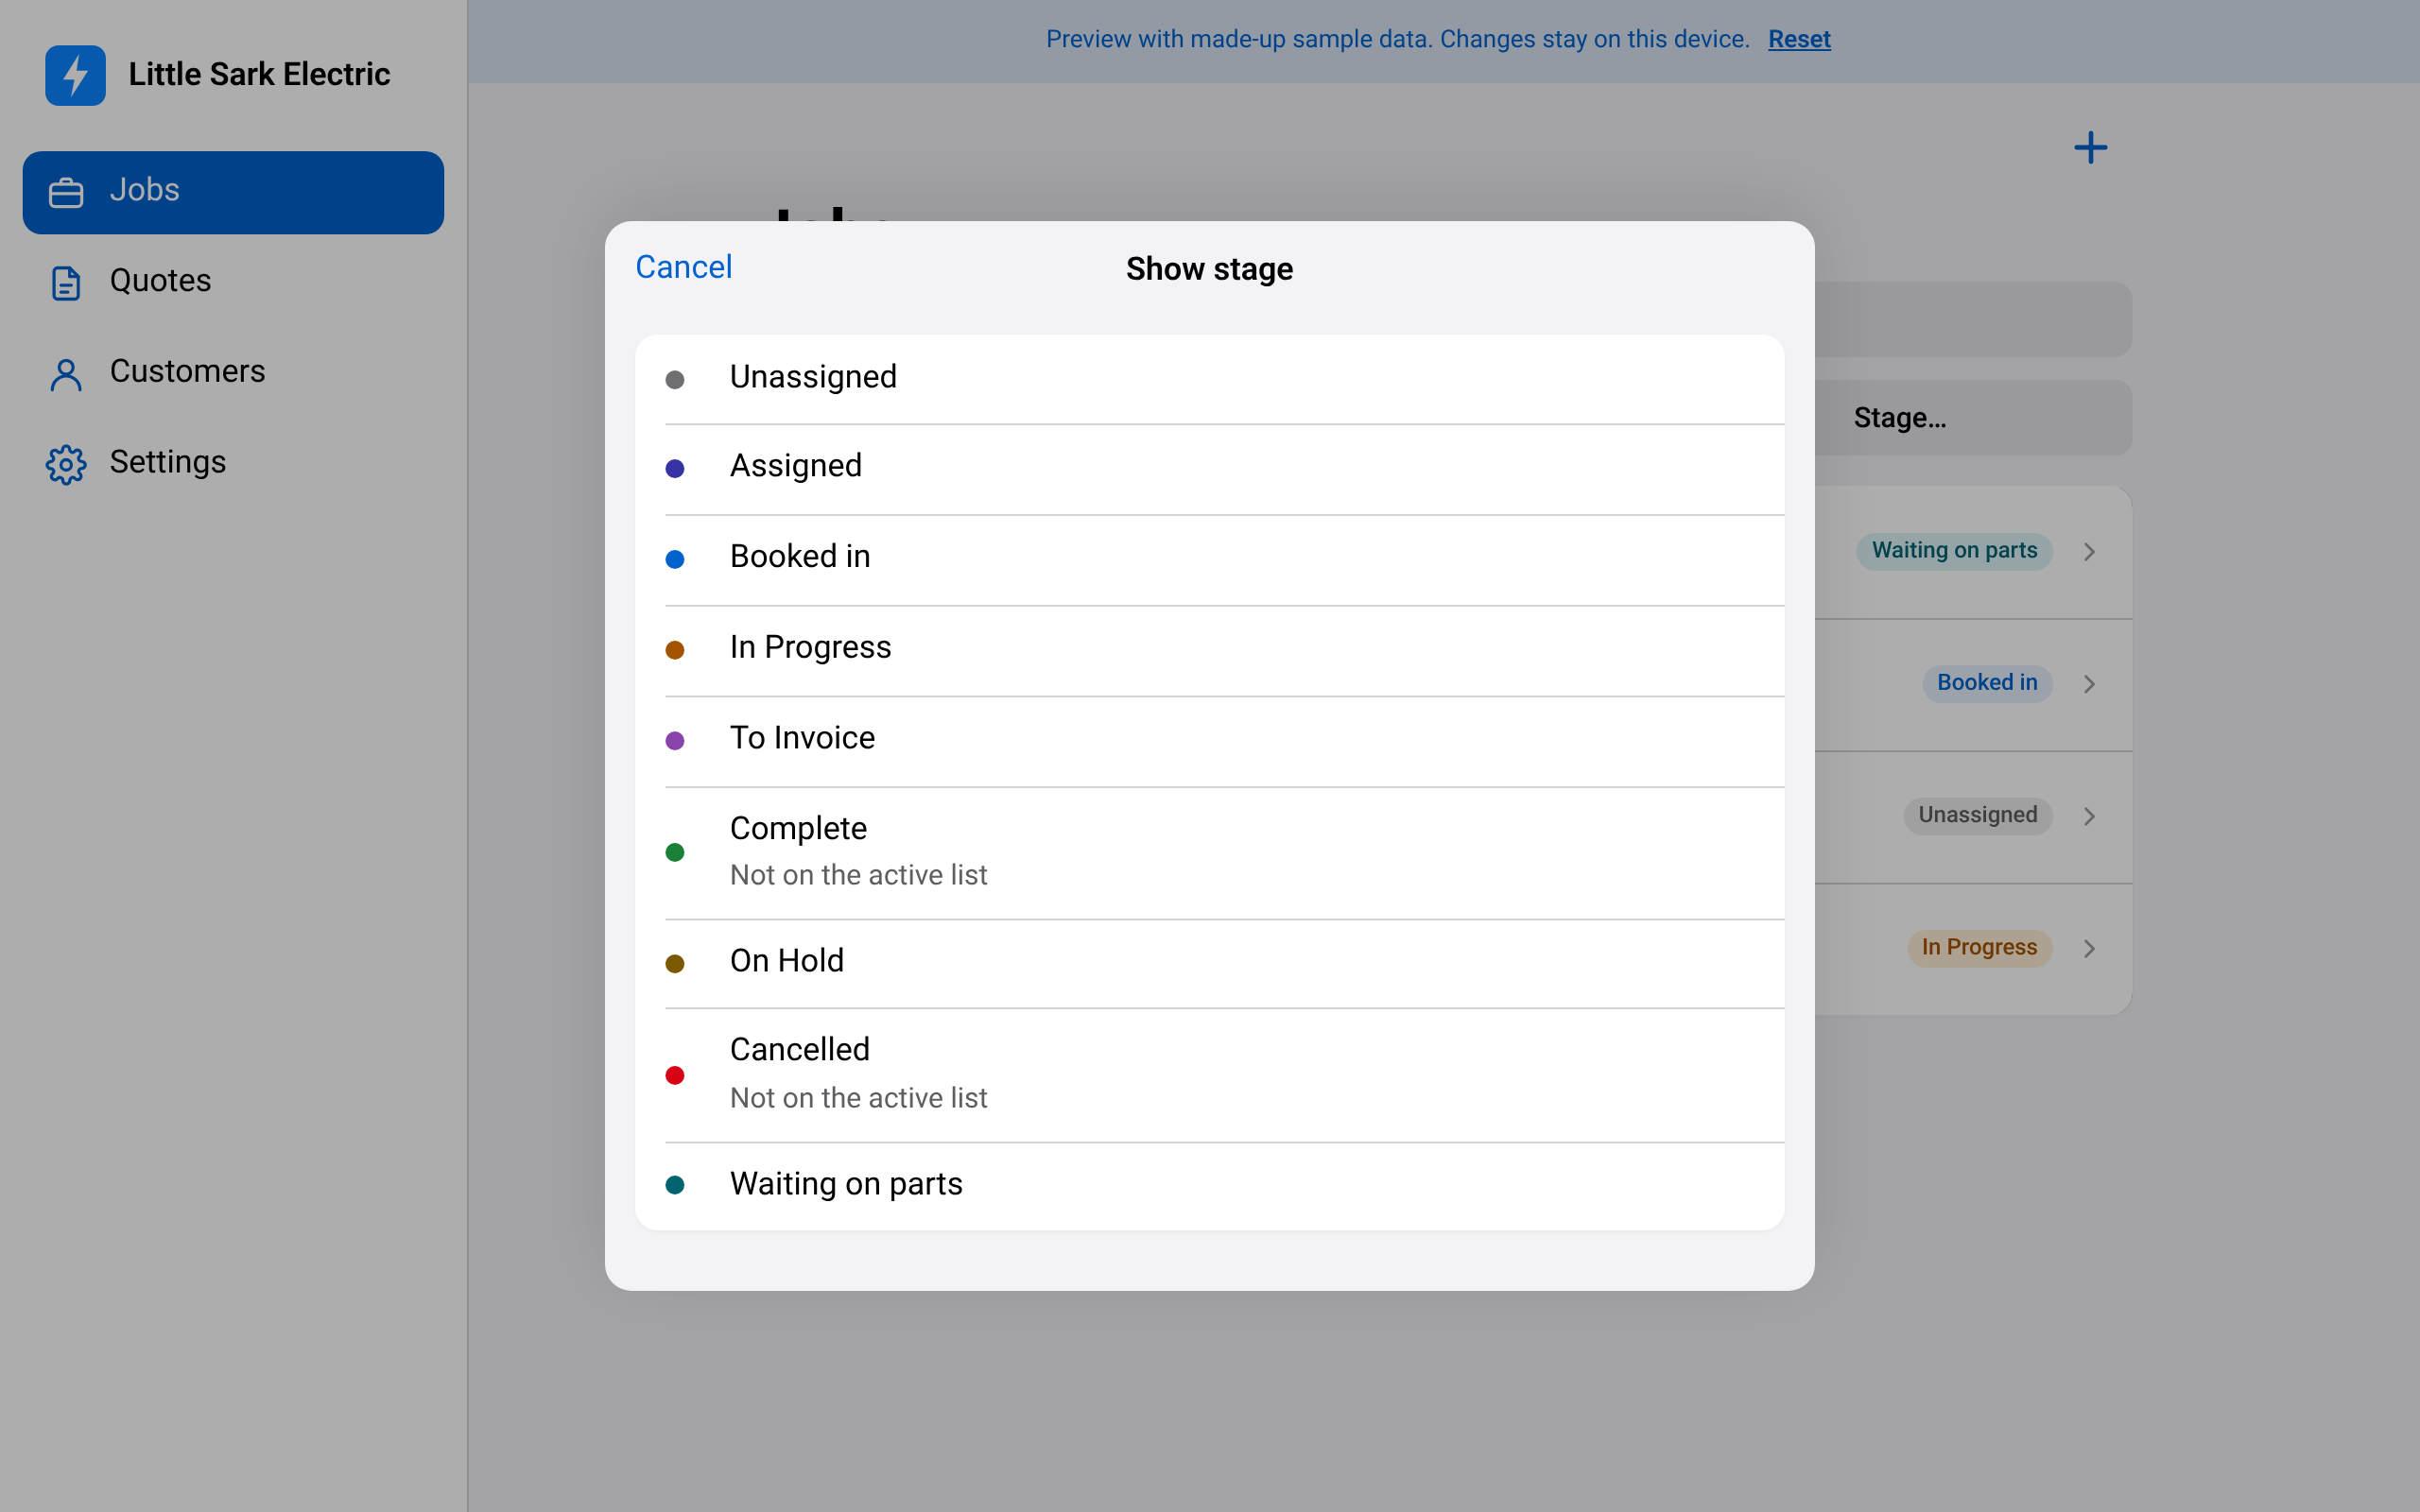 Little Sark Electric
Jobs
Quotes
Customers
Settings
Preview with made-up sample data. Changes stay on this device. Reset
Cancel
Show stage
Unassigned
Assigned
Booked in
In Progress
To Invoice
Complete
Not on the active list
On Hold
Cancelled
Not on the active list
Waiting on parts
Stage...
Waiting on parts
Booked in
Unassigned
In Progress